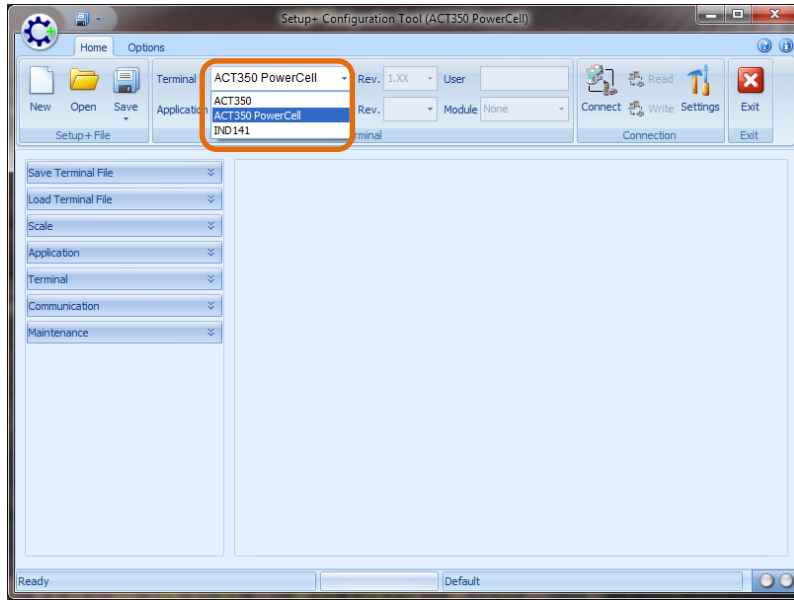 Setup+ Configuration Tool (ACT350 PowerCell)
Home Options
Terminal ACT350 PowerCell Rev. 1.XX User
New Open Save
Application Rev. Module None
ACT350
ACT350 PowerCell
IND141
Connect Read Write Settings Exit
Setup+ File rminal Connection Exit
Save Terminal File
Load Terminal File
Scale
Application
Terminal
Communication
Maintenance
Ready Default